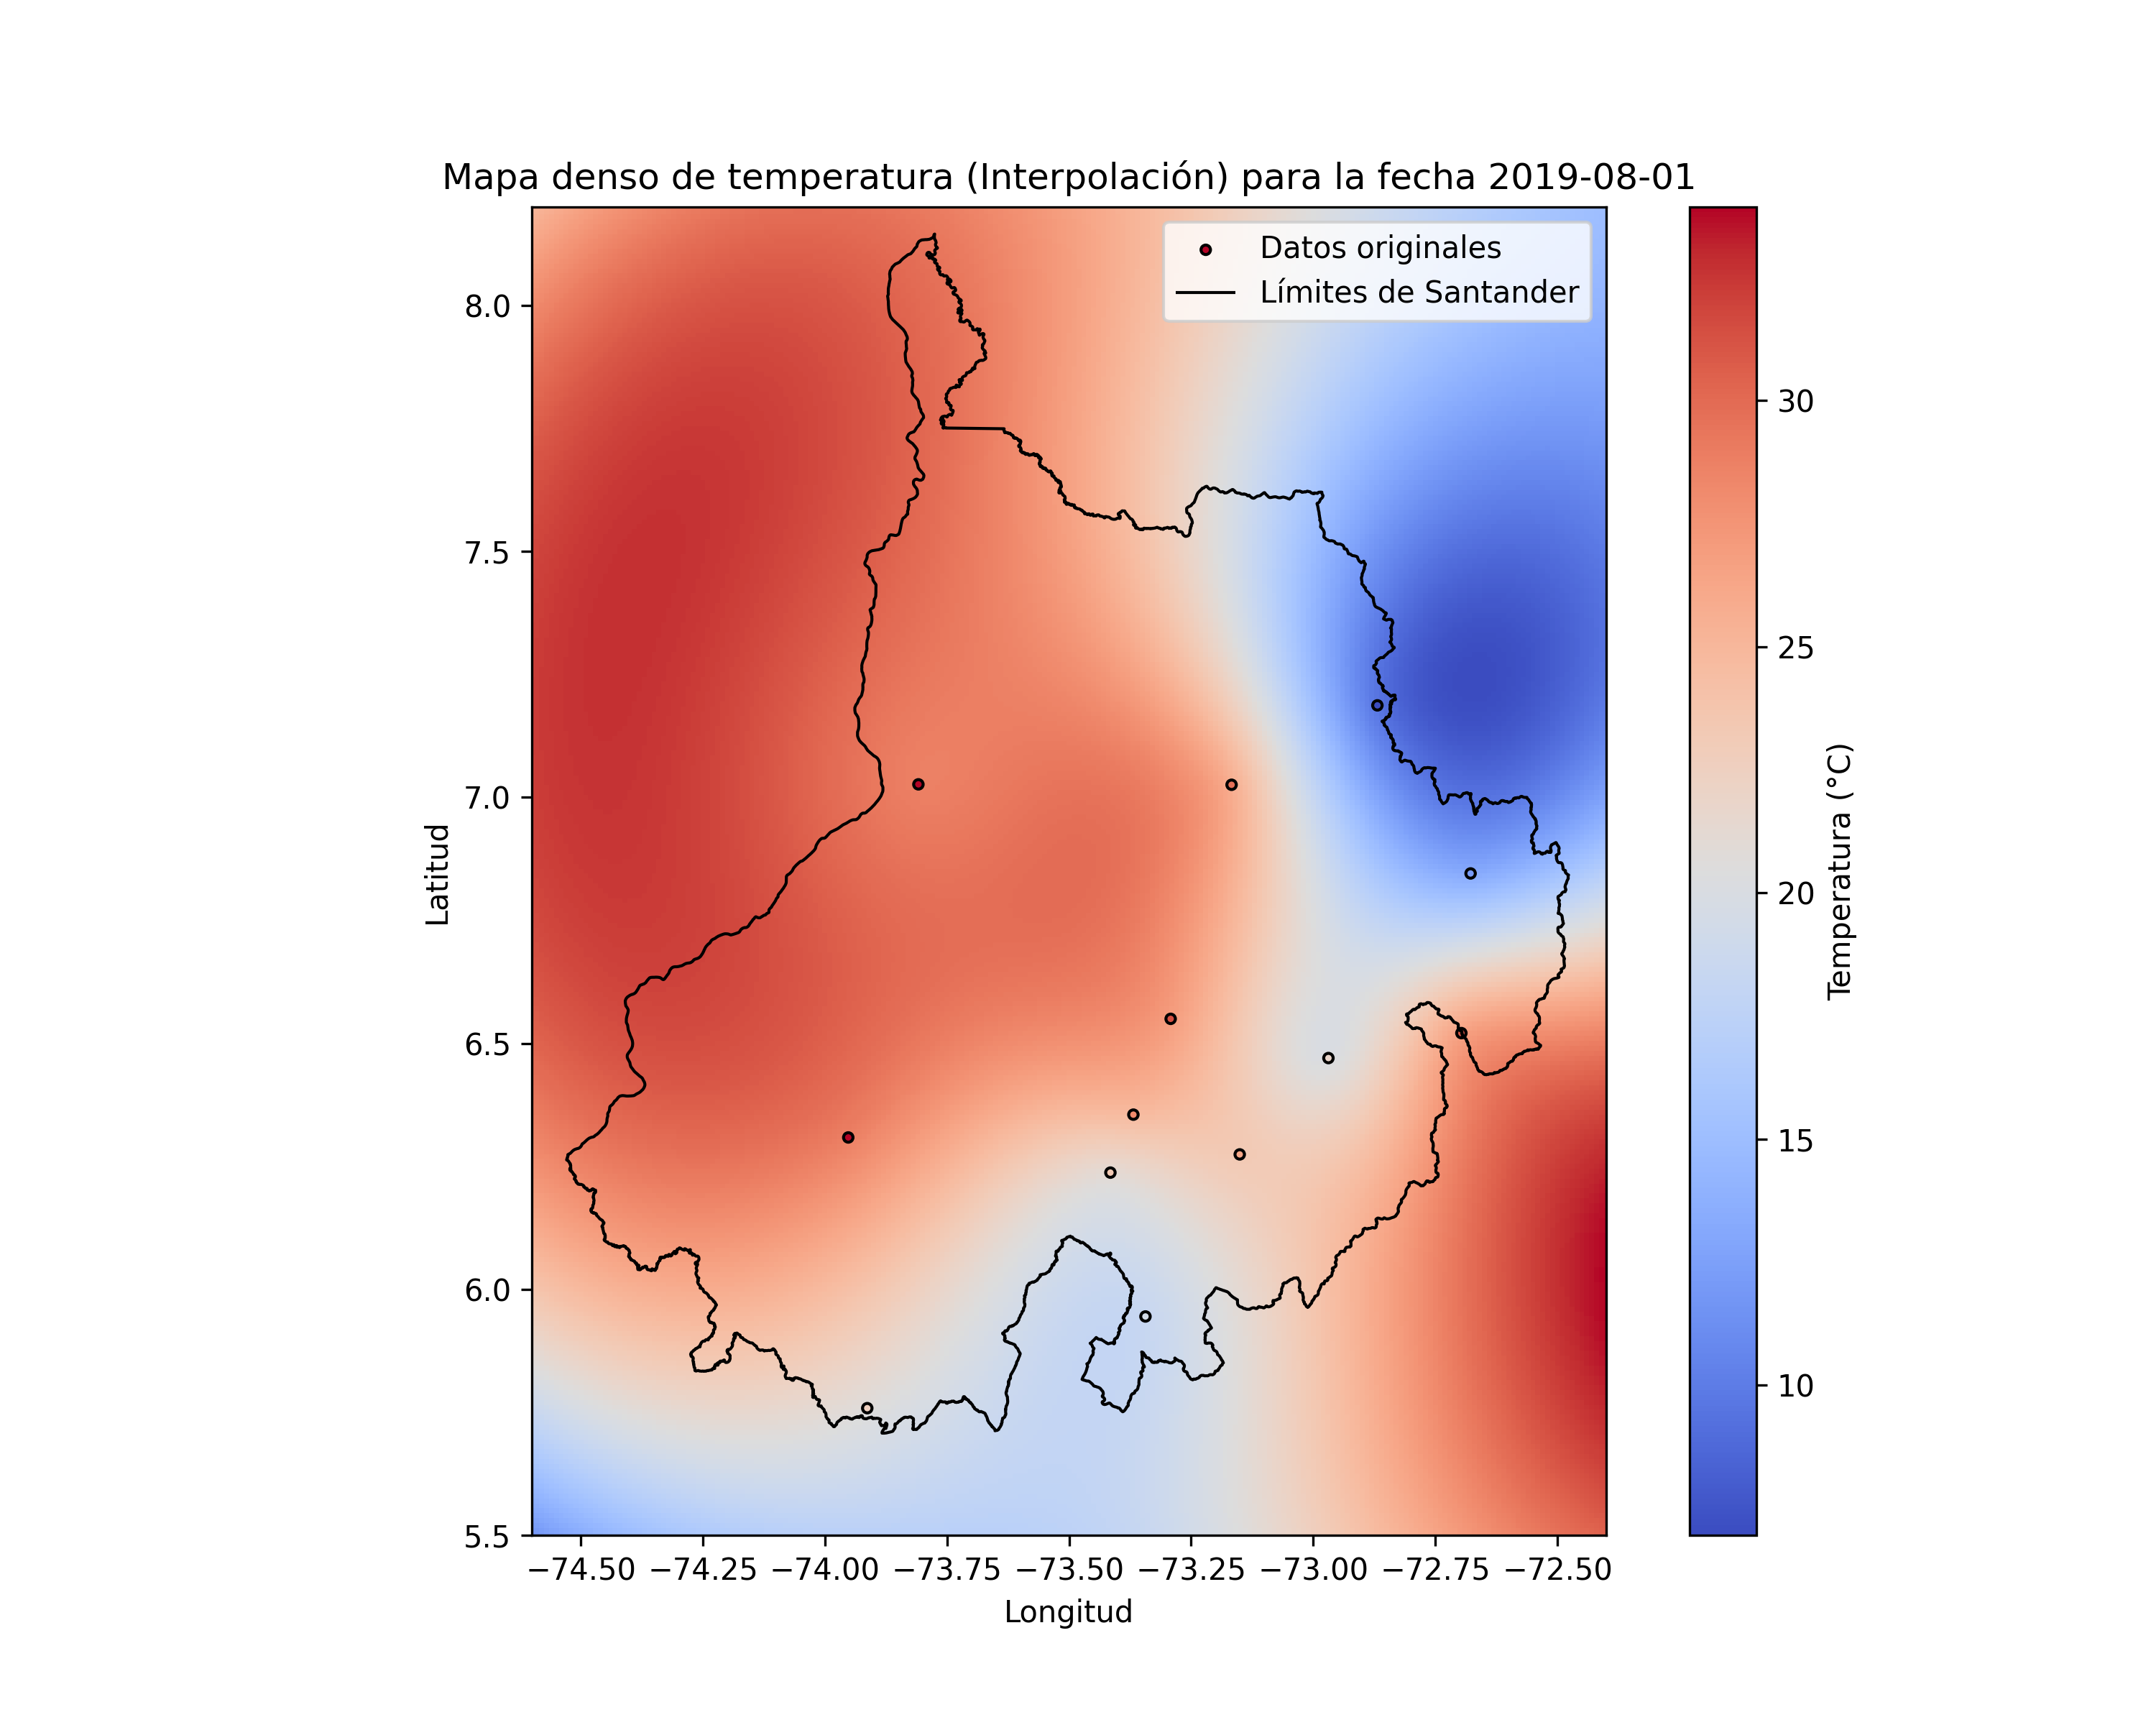 Mapa denso de temperatura (Interpolación) para la fecha 2019-08-01
Datos originales
Límites de Santander
8.0
7.5
7.0
6.5
6.0
5.5
Latitud
−74.50 −74.25 −74.00 −73.75 −73.50 −73.25 −73.00 −72.75 −72.50
Longitud
30
25
20
15
10
Temperatura (°C)